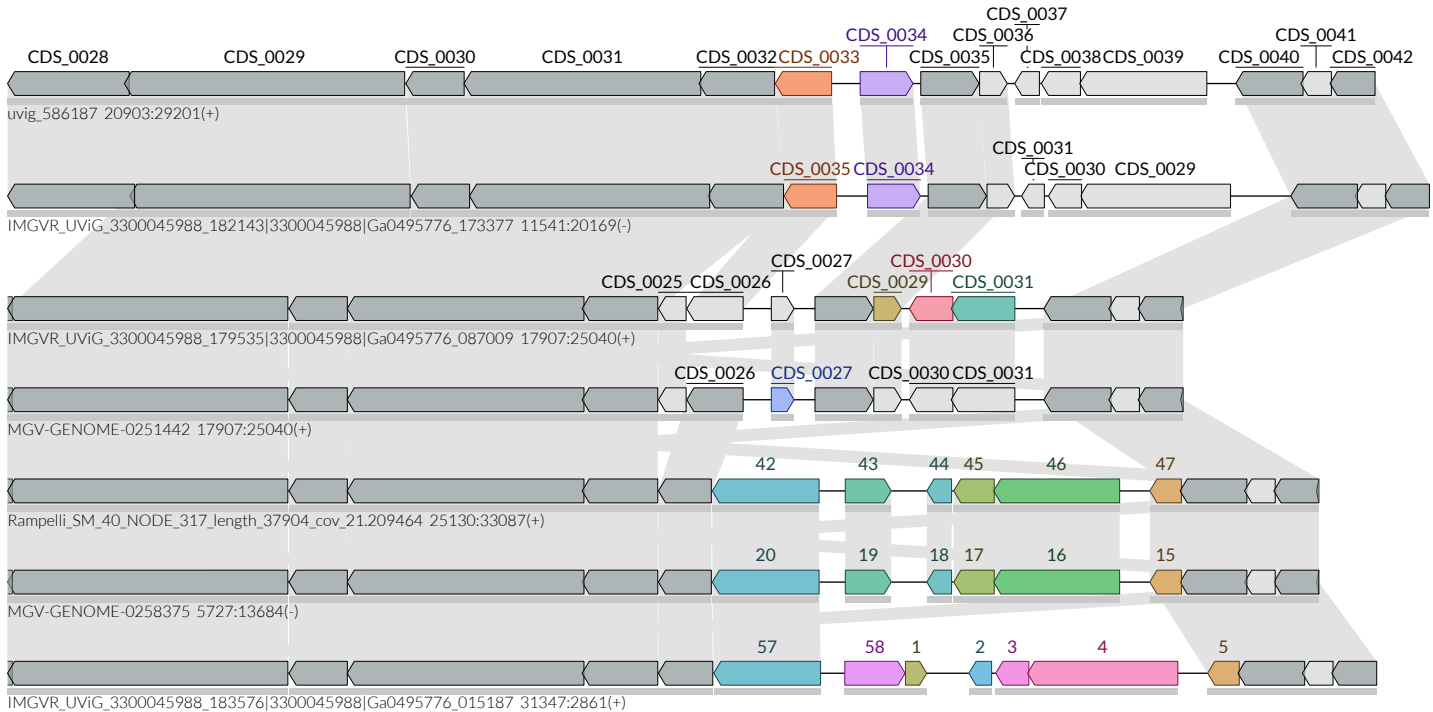 CDS_0037
CDS_0034 CDS_0036 CDS_0041
CDS_0028 CDS_0029 CDS_0030 CDS_0031 CDS_0032 CDS_0033 CDS_0035 CDS_0038 CDS_0039 CDS_0040 CDS_0042
uvig_586187 20903:29201(+)
CDS_0031
CDS_0035 CDS_0034 CDS_0030 CDS_0029
IMGVR_UViG_3300045988_182143|3300045988|Ga0495776_173377 11541:20169(-)
CDS_0027 CDS_0030
CDS_0025 CDS_0026 CDS_0029 CDS_0031
IMGVR_UViG_3300045988_179535|3300045988|Ga0495776_087009 17907:25040(+)
CDS_0026 CDS_0027 CDS_0030 CDS_0031
MGV-GENOME-0251442 17907:25040(+)
42 43 44 45 46 47
Rampelli_SM_40_NODE_317_length_37904_cov_21.209464 25130:33087(+)
20 19 18 17 16 15
MGV-GENOME-0258375 5727:13684(-)
57 58 1 2 3 4 5
IMGVR_UViG_3300045988_183576|3300045988|Ga0495776_015187 31347:2861(+)